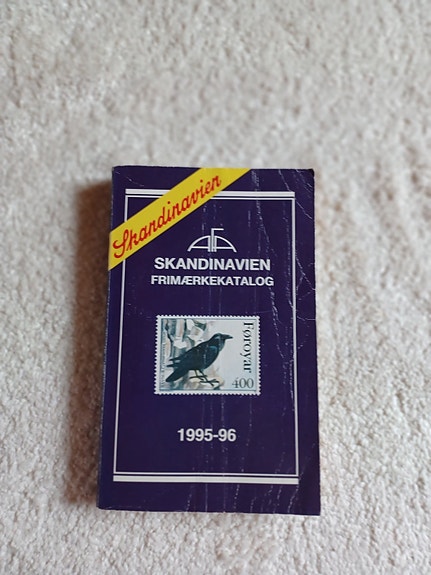 Skandinavien
AFA
SKANDINAVIEN
FRIMÆRKEKATALOG
Føroyar
400
1995-96